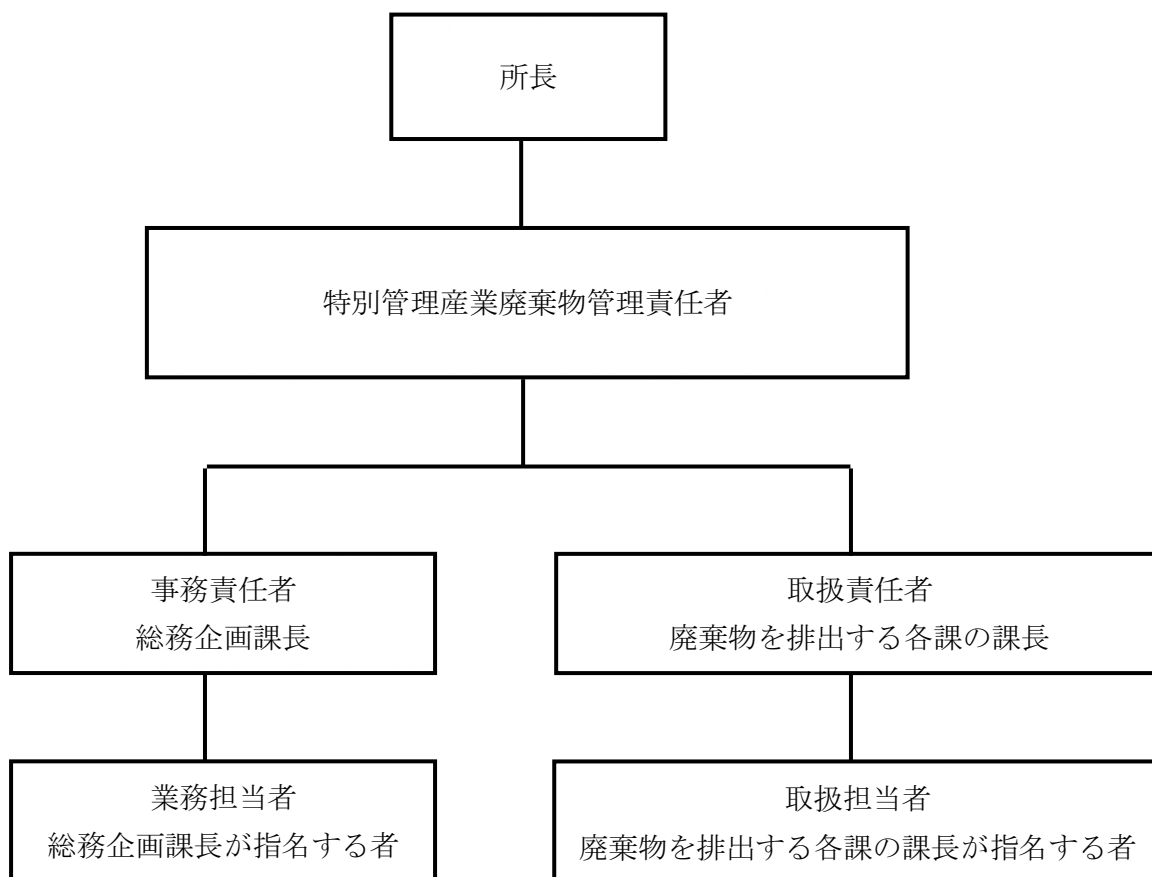 所長
特別管理産業廃棄物管理責任者
事務責任者
総務企画課長
取扱責任者
廃棄物を排出する各課の課長
業務担当者
総務企画課長が指名する者
取扱担当者
廃棄物を排出する各課の課長が指名する者